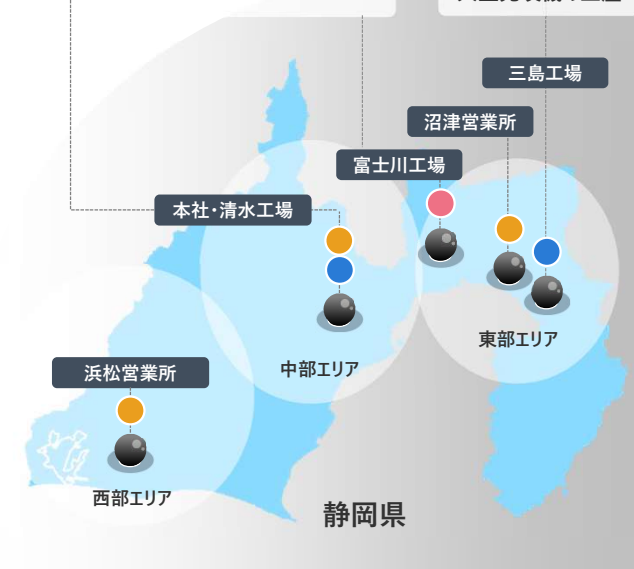 三島工場
沼津営業所
富士川工場
本社・清水工場
東部エリア
中部エリア
浜松営業所
西部エリア
静岡県